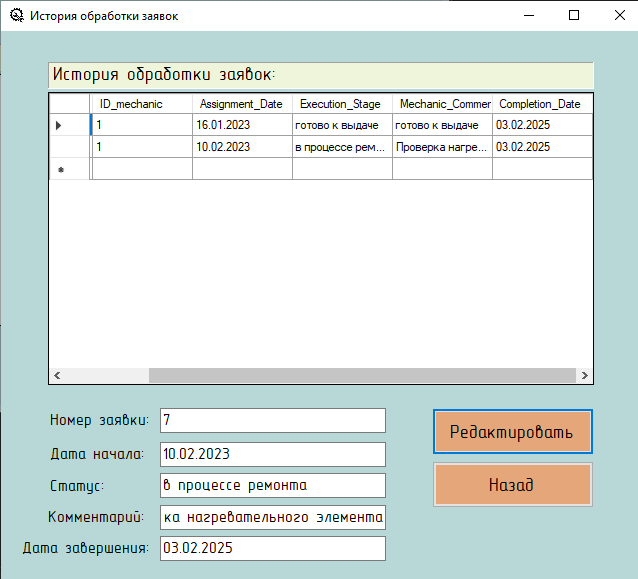 История обработки заявок
История обработки заявок:
ID_mechanic Assignment_Date Execution_Stage Mechanic_Commer Completion_Date
1 16.01.2023 готово к выдаче готово к выдаче 03.02.2025
1 10.02.2023 в процессе рем... Проверка нагре... 03.02.2025
Номер заявки: 7
Дата начала: 10.02.2023
Статус: в процессе ремонта
Комментарий: ка нагревательного элемента
Дата завершения: 03.02.2025
Редактировать
Назад